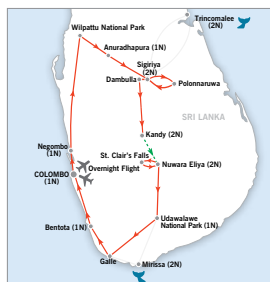 Trincomalee
(2N)
Wilpattu National Park
Anuradhapura (1N)
Sigiriya
(2N)
Dambulla
Polonnaruwa
SRI LANKA
Kandy (2N)
Negombo
(1N)
St. Clair's Falls
Overnight Flight
Nuwara Eliya (2N)
COLOMBO
(1N)
Udawalawe
National Park (1N)
Bentota (1N)
Galle
Mirissa (2N)